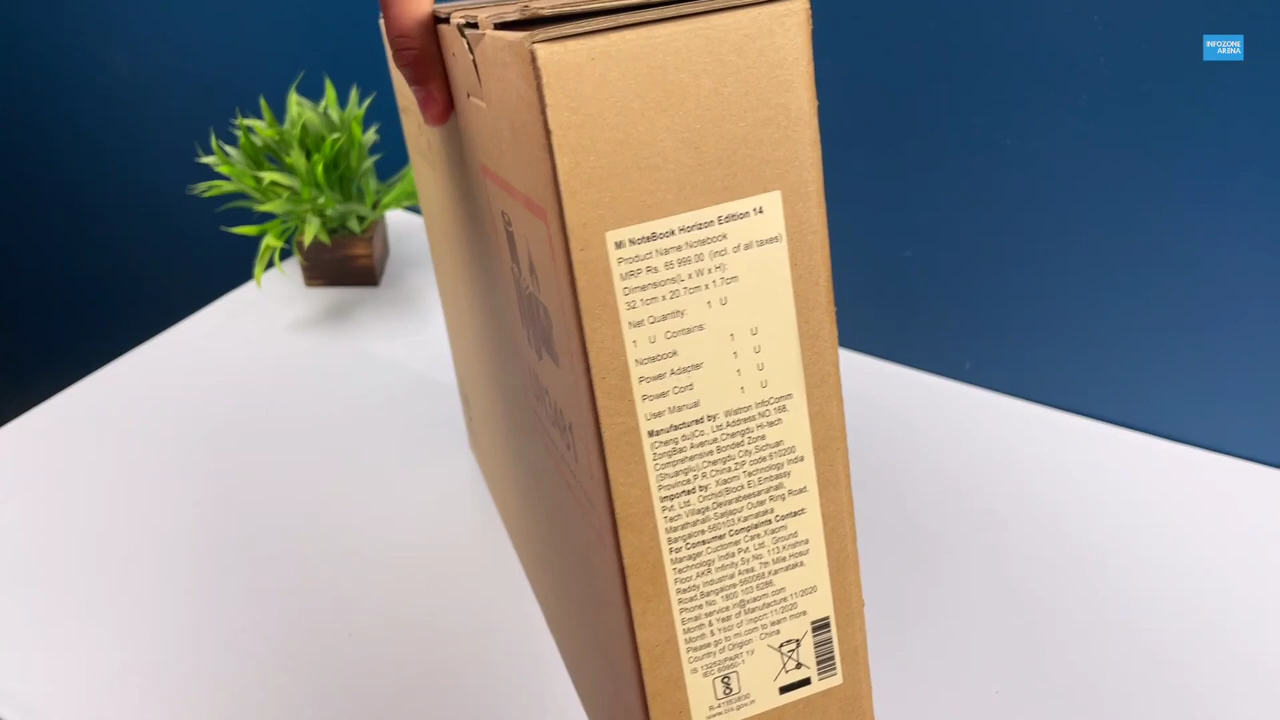 INFOZONE
ARENA
Mi NoteBook Horizon Edition 14
Product Name:Notebook
MRP Rs. 65 999.00 (incl. of all taxes)
Dimensions(L x W x H):
32.1cm x 20.7cm x 1.7cm
Net Quantity: 1 U
1 U Contains:
Notebook 1 U
Power Adapter 1 U
Power Cord 1 U
User Manual 1 U
Manufactured by: Wistron InfoComm
(Cheng du)Co., Ltd.Address:NO.168,
ZongBao Avenue,Chengdu Hi-tech
Comprehensive Bonded Zone
(Shuangliu),Chengdu City,Sichuan
Province,P.R.China,ZIP code:610200
Imported by: Xiaomi Technology India
Pvt. Ltd., Orchid(Block E),Embassy
Tech Village,Devarabeesanahalli,
Marathahalli-Sarjapur Outer Ring Road,
Bangalore-560103,Karnataka
For Consumer Complaints Contact:
Manager,Customer Care,Xiaomi
Technology India Pvt. Ltd., Ground
Floor,AKR Infinity,Sy.No. 113,Krishna
Reddy Industrial Area, 7th Mile,Hosur
Road,Bangalore-560068,Karnataka,
Phone No. 1800 103 6286,
Email:service.in@xiaomi.com
Month & Year of Manufacture:11/2020
Month & Year of Import:11/2020
Please go to mi.com to learn more.
Country of Origion : China
IS 13252(PART 1)/
IEC 60950-1
www.bis.gov.in